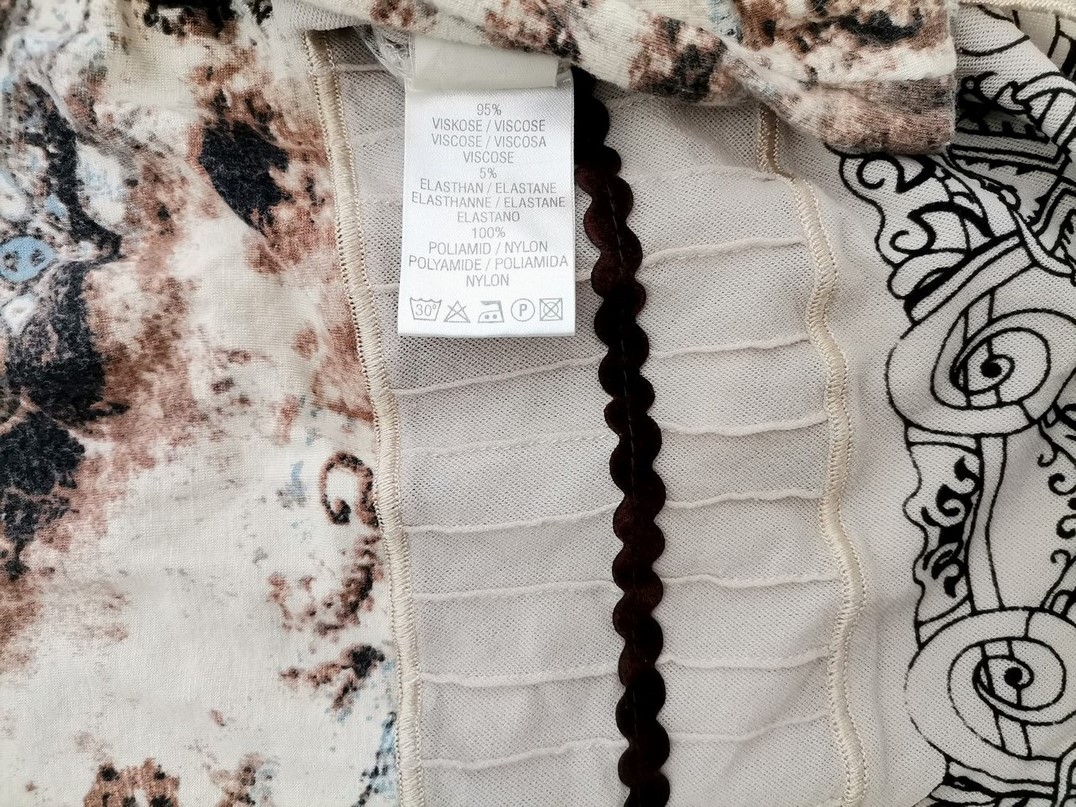 95%
VISKOSE / VISCOSE
VISCOSE / VISCOSA
VISCOSE
5%
ELASTHAN / ELASTANE
ELASTHANNE / ELASTANE
ELASTANO
100%
POLIAMID / NYLON
POLYAMIDE / POLIAMIDA
NYLON
30° P